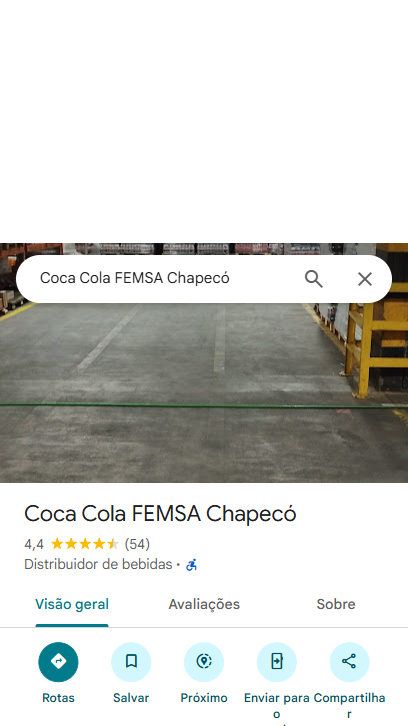 Coca Cola FEMSA Chapecó
Coca Cola FEMSA Chapecó
4,4 (54)
Distribuidor de bebidas ·
Visão geral Avaliações Sobre
Rotas Salvar Próximo Enviar para o Compartilhar